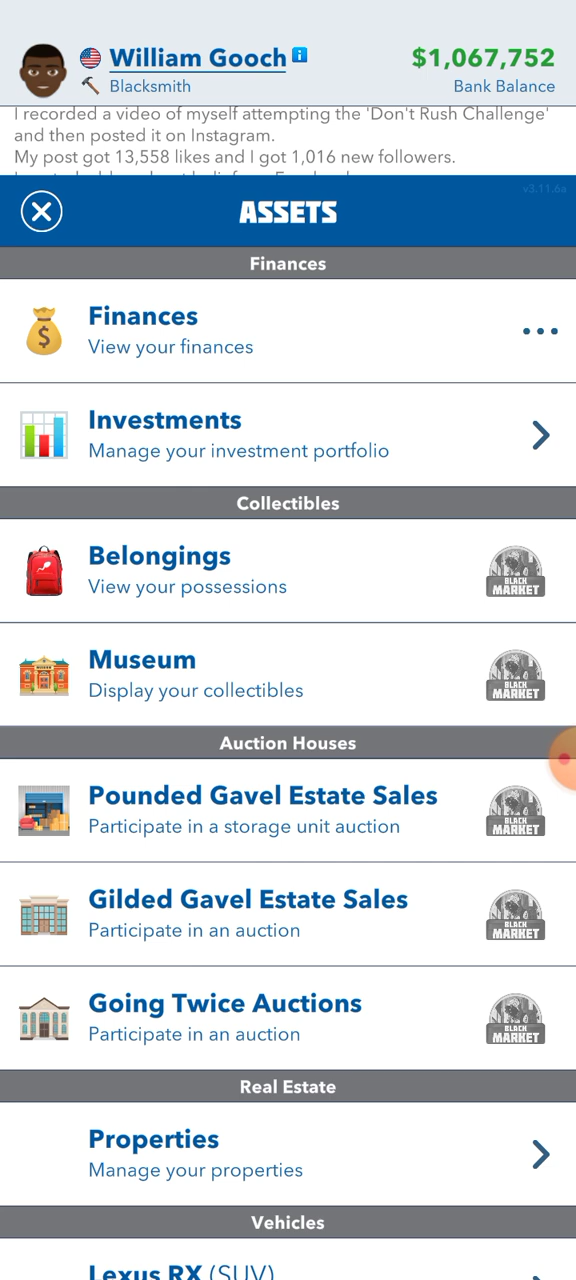 William Gooch
$1,067,752
Blacksmith
Bank Balance
I recorded a video of myself attempting the 'Don't Rush Challenge'
and then posted it on Instagram.
My post got 13,558 likes and I got 1,016 new followers.
v3.11.6a
ASSETS
Finances
Finances
View your finances
Investments
Manage your investment portfolio
Collectibles
Belongings
View your possessions
BLACK MARKET
Museum
Display your collectibles
BLACK MARKET
Auction Houses
Pounded Gavel Estate Sales
Participate in a storage unit auction
BLACK MARKET
Gilded Gavel Estate Sales
Participate in an auction
BLACK MARKET
Going Twice Auctions
Participate in an auction
BLACK MARKET
Real Estate
Properties
Manage your properties
Vehicles
Lexus RX (SUV)